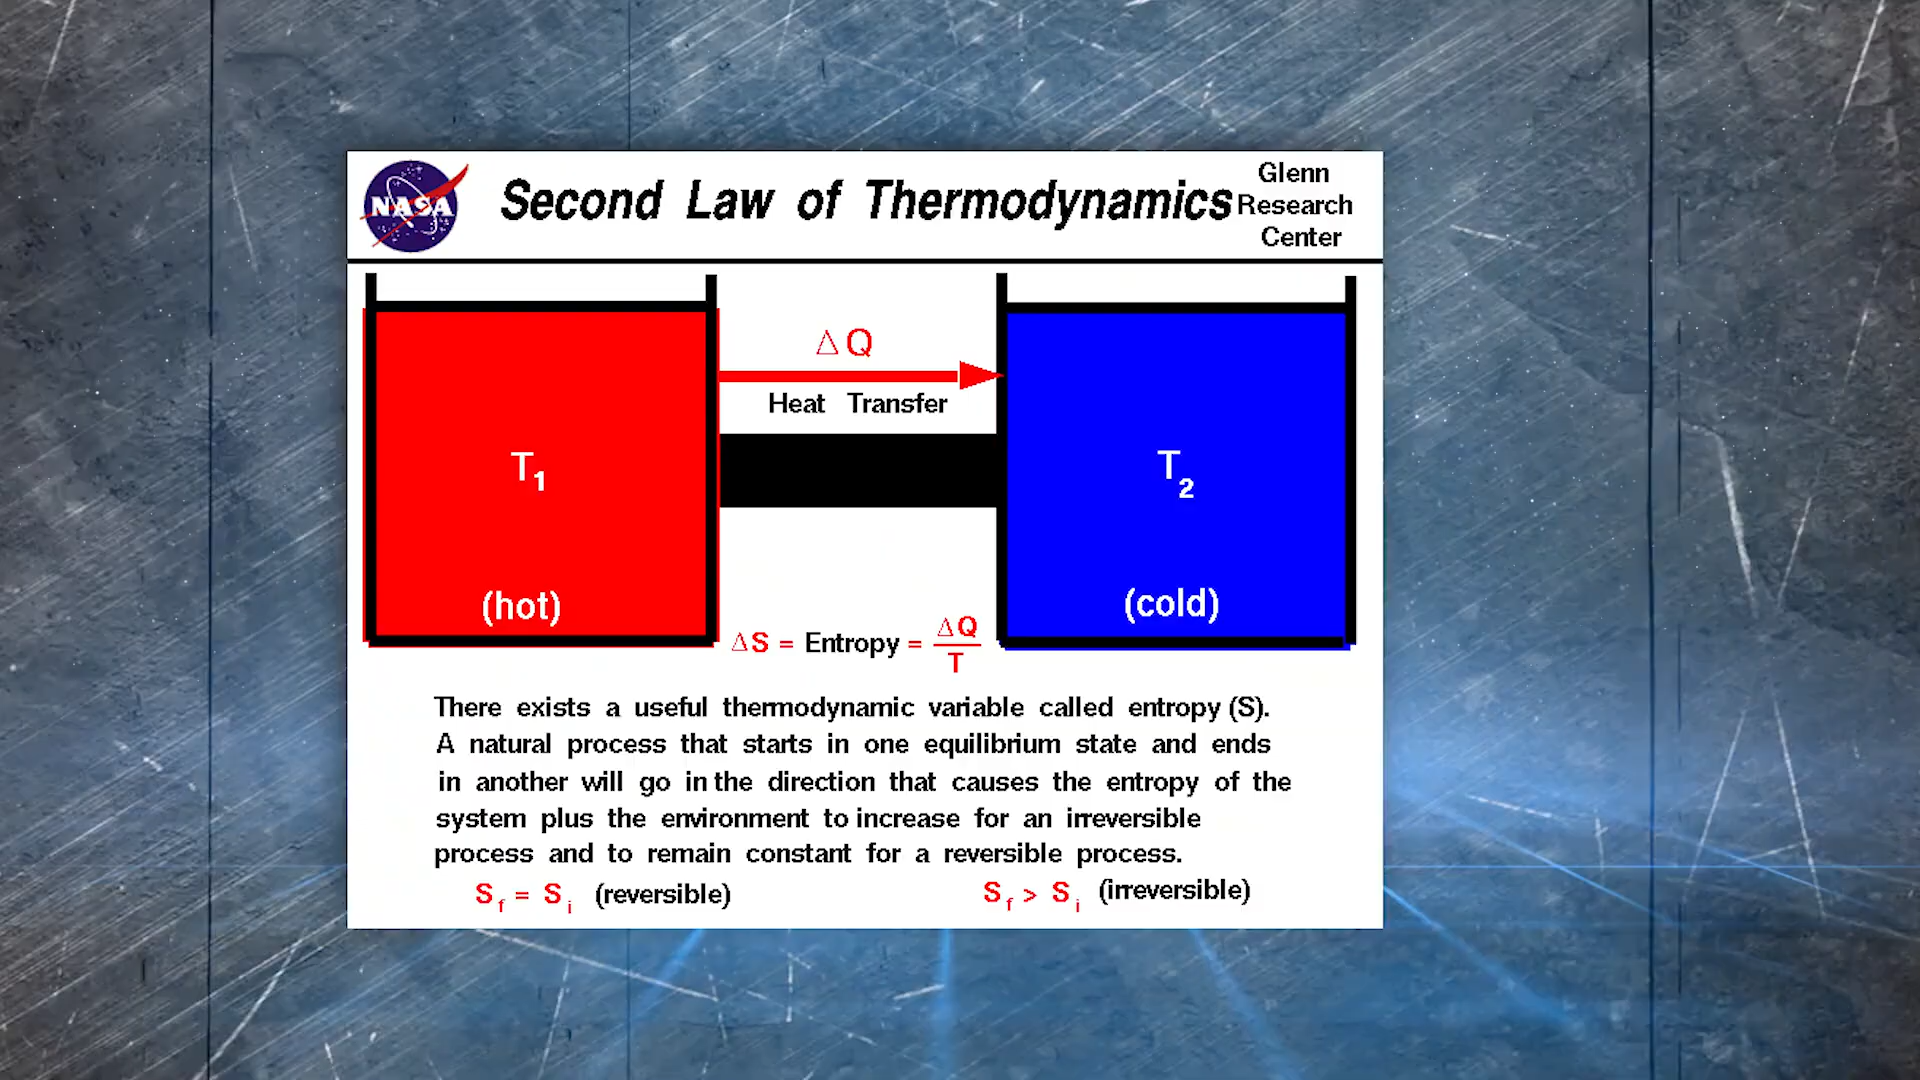 NASA
Second Law of Thermodynamics
Glenn
Research
Center
Δ Q
Heat Transfer
T1
T2
(hot)
(cold)
ΔS = Entropy = ΔQ
T
There exists a useful thermodynamic variable called entropy (S).
A natural process that starts in one equilibrium state and ends
in another will go in the direction that causes the entropy of the
system plus the environment to increase for an irreversible
process and to remain constant for a reversible process.
Sf = Si (reversible)
Sf > Si (irreversible)